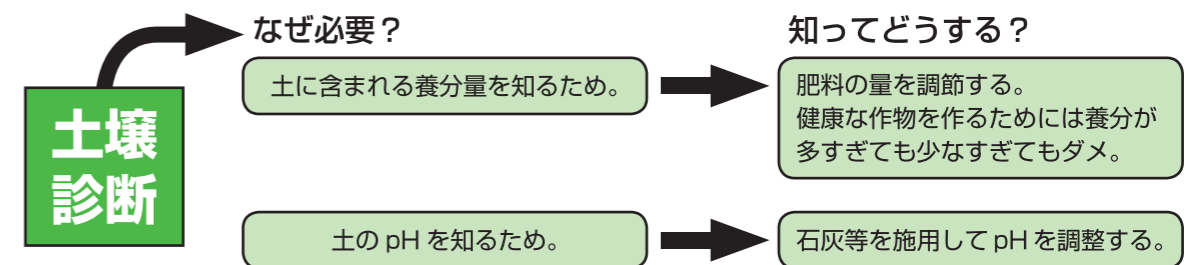 土壌
診断
なぜ必要？
知ってどうする？
土に含まれる養分量を知るため。
肥料の量を調節する。
健康な作物を作るためには養分が
多すぎても少なすぎてもダメ。
土の pH を知るため。
石灰等を施用して pH を調整する。